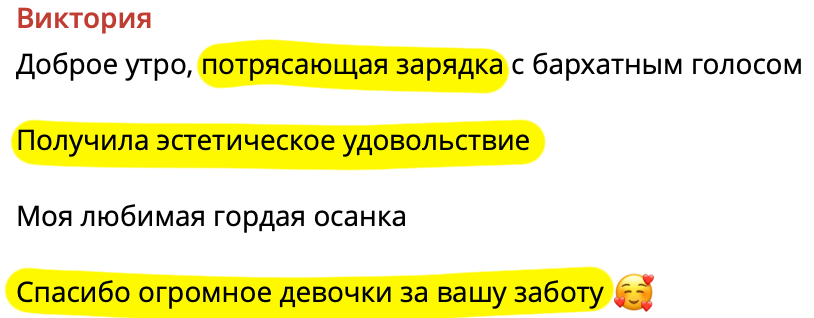 Виктория
Доброе утро, потрясающая зарядка с бархатным голосом
Получила эстетическое удовольствие
Моя любимая гордая осанка
Спасибо огромное девочки за вашу заботу 🥰